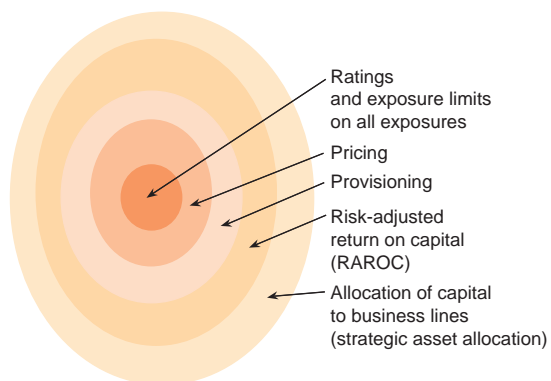 Ratings
and exposure limits
on all exposures
Pricing
Provisioning
Risk-adjusted
return on capital
(RAROC)
Allocation of capital
to business lines
(strategic asset allocation)